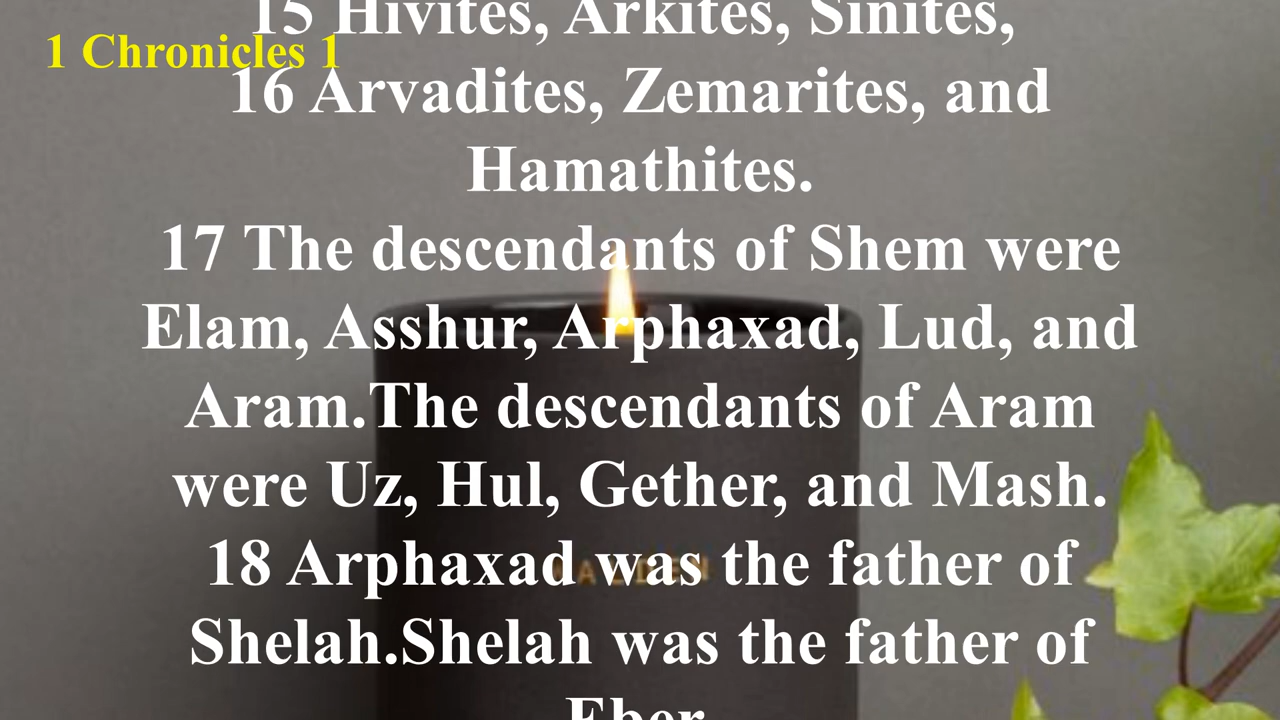 15 Hivites, Arkites, Sinites,
1 Chronicles 1
16 Arvadites, Zemarites, and
Hamathites.
17 The descendants of Shem were
Elam, Asshur, Arphaxad, Lud, and
Aram.The descendants of Aram
were Uz, Hul, Gether, and Mash.
18 Arphaxad was the father of
Shelah.Shelah was the father of
Eber